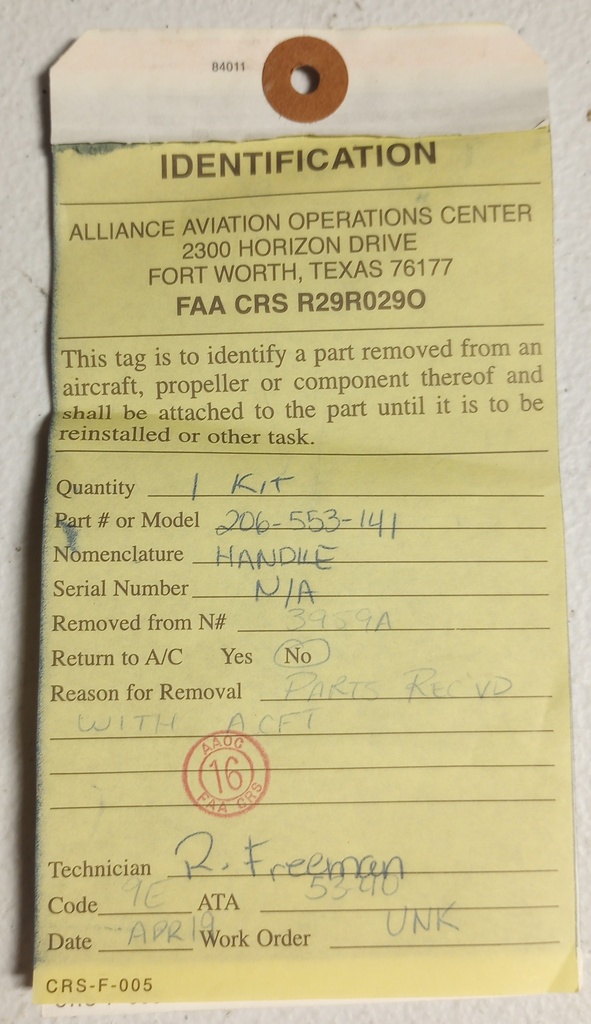 84011
IDENTIFICATION
ALLIANCE AVIATION OPERATIONS CENTER
2300 HORIZON DRIVE
FORT WORTH, TEXAS 76177
FAA CRS R29R029O
This tag is to identify a part removed from an
aircraft, propeller or component thereof and
shall be attached to the part until it is to be
reinstalled or other task.
Quantity 1 KIT
Part # or Model 206-553-141
Nomenclature HANDLE
Serial Number N/A
Removed from N# 3959A
Return to A/C Yes No
Reason for Removal PARTS REC'VD
WITH ACFT
AAOC
16
FAA CRS
Technician R. Freeman
Code 9E ATA 53-40
Date APR 19 Work Order UNK
CRS-F-005